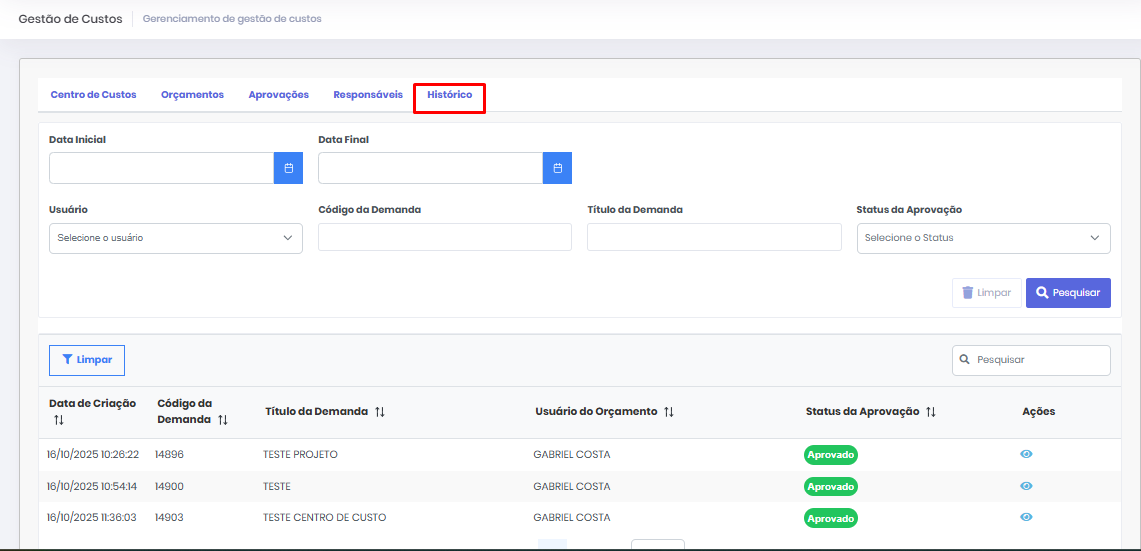 Gestão de Custos Gerenciamento de gestão de custos
Centro de Custos Orçamentos Aprovações Responsáveis Histórico
Data Inicial Data Final
Usuário Código da Demanda Título da Demanda Status da Aprovação
Selecione o usuário Selecione o Status
Limpar Pesquisar
Limpar Pesquisar
Data de Criação Código da Demanda Título da Demanda Usuário do Orçamento Status da Aprovação Ações
16/10/2025 10:26:22 14896 TESTE PROJETO GABRIEL COSTA Aprovado
16/10/2025 10:54:14 14900 TESTE GABRIEL COSTA Aprovado
16/10/2025 11:36:03 14903 TESTE CENTRO DE CUSTO GABRIEL COSTA Aprovado